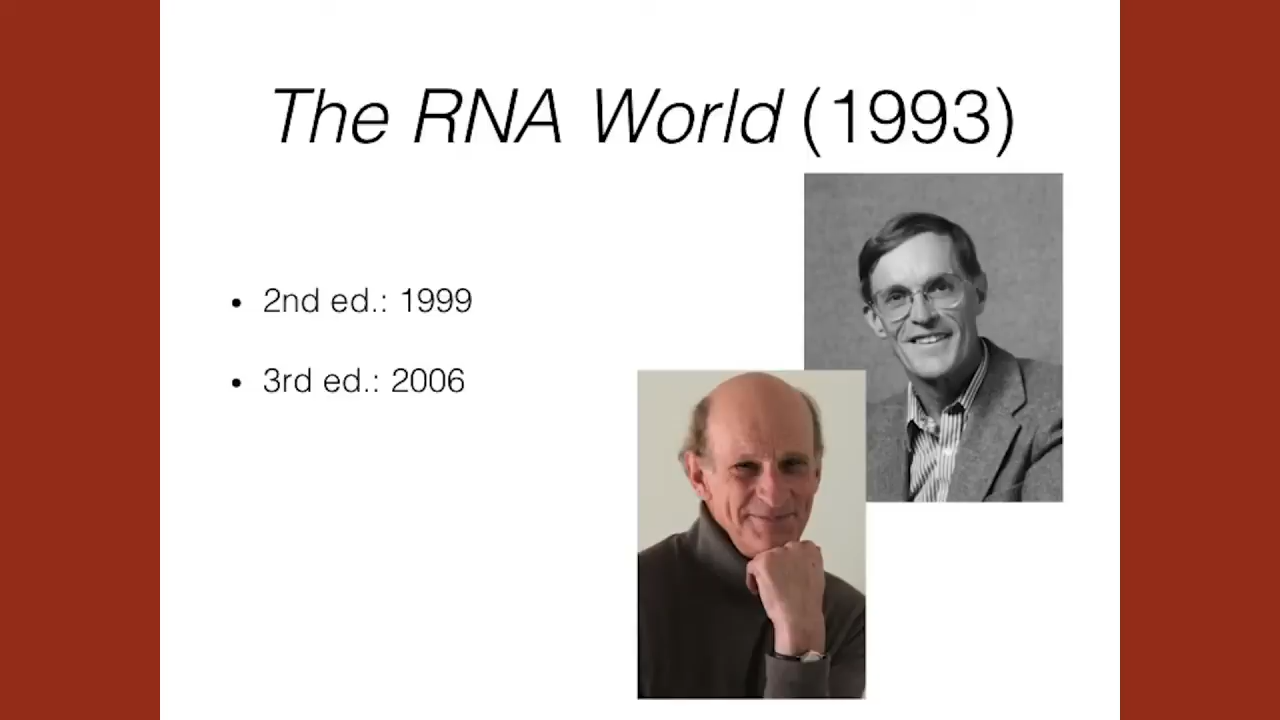 The RNA World (1993)
• 2nd ed.: 1999
• 3rd ed.: 2006